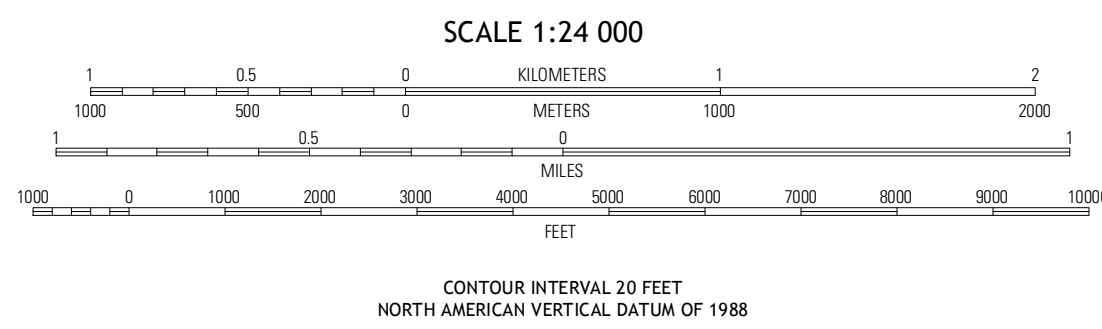 SCALE 1:24 000
1 0.5 0 KILOMETERS 1 2
1000 500 0 METERS 1000 2000
1 0.5 0 1
MILES
1000 0 1000 2000 3000 4000 5000 6000 7000 8000 9000 10000
FEET
CONTOUR INTERVAL 20 FEET
NORTH AMERICAN VERTICAL DATUM OF 1988